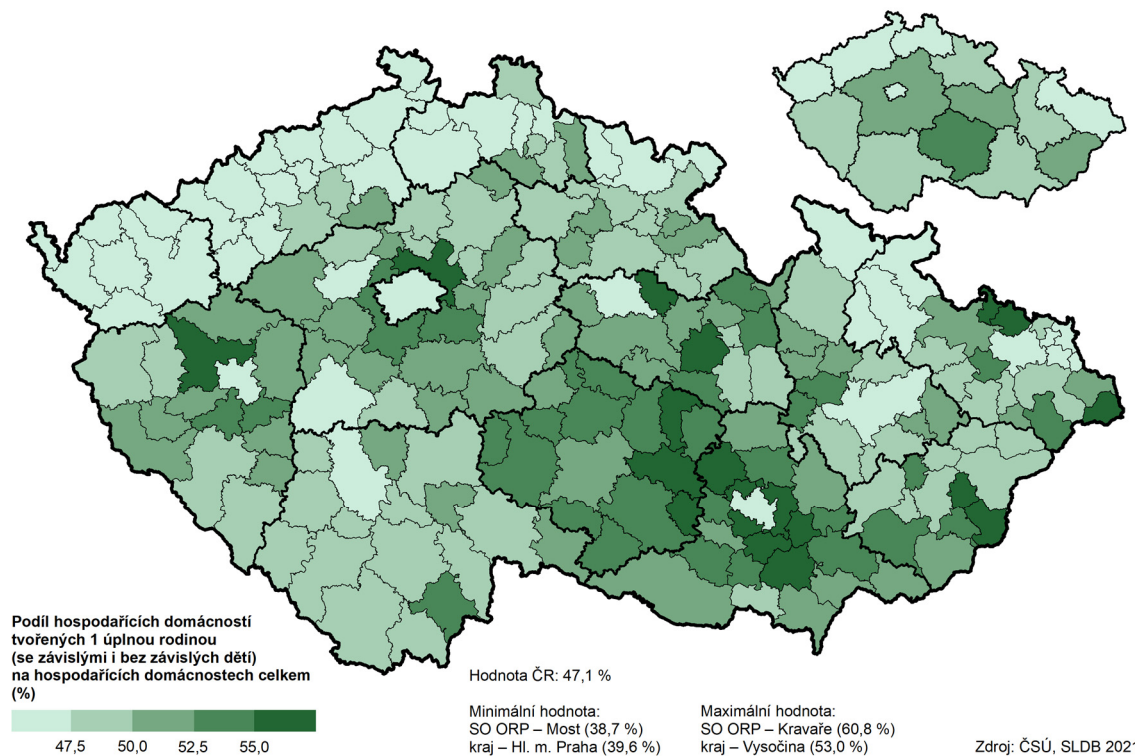 Podíl hospodařících domácností
tvořených 1 úplnou rodinou
(se závislými i bez závislých dětí)
na hospodařících domácnostech celkem
(%)
47,5 50,0 52,5 55,0
Hodnota ČR: 47,1 %
Minimální hodnota:
SO ORP – Most (38,7 %)
kraj – Hl. m. Praha (39,6 %)
Maximální hodnota:
SO ORP – Kravaře (60,8 %)
kraj – Vysočina (53,0 %)
Zdroj: ČSÚ, SLDB 2021